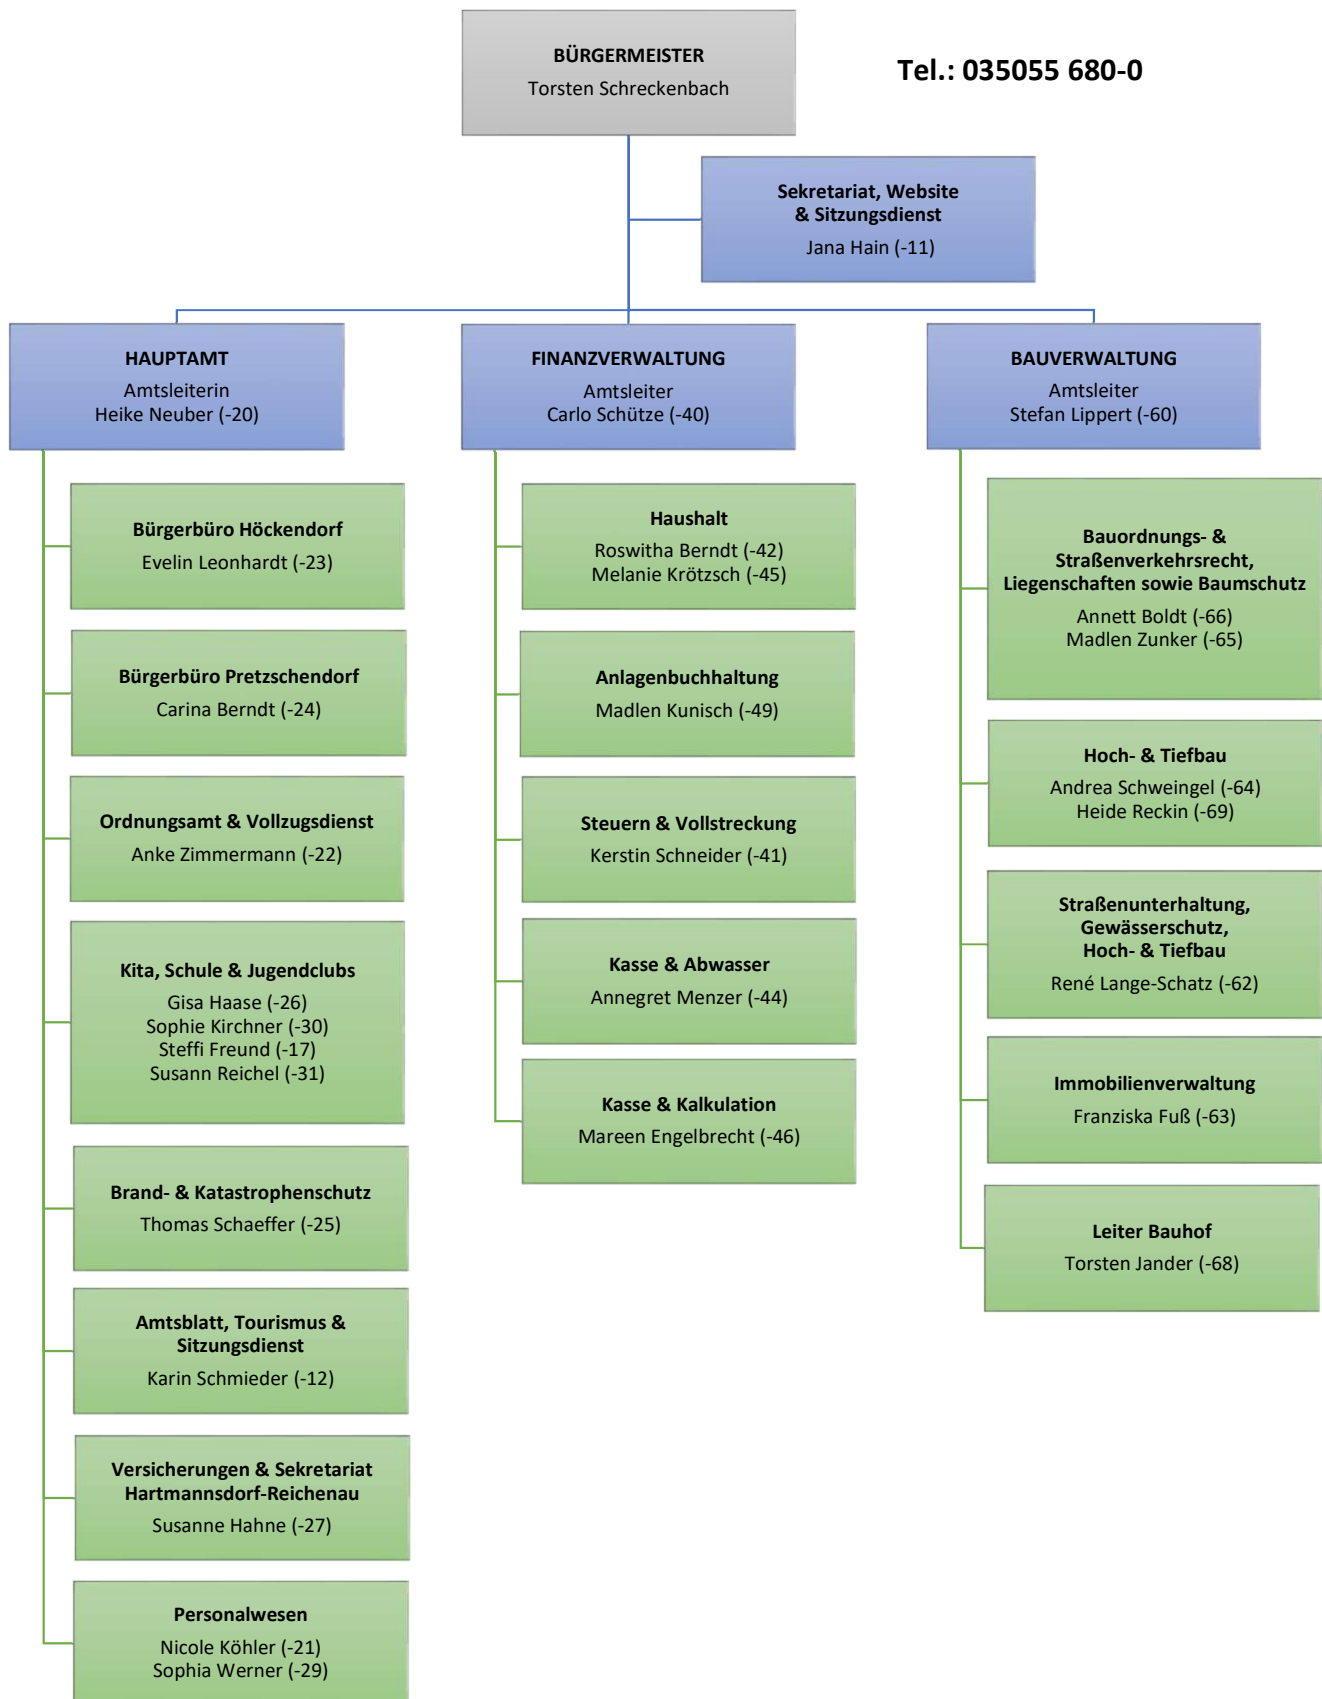 BÜRGERMEISTER
Torsten Schreckenbach
Tel.: 035055 680-0
Sekretariat, Website
& Sitzungsdienst
Jana Hain (-11)
HAUPTAMT
Amtsleiterin
Heike Neuber (-20)
Bürgerbüro Höckendorf
Evelin Leonhardt (-23)
Bürgerbüro Pretzschendorf
Carina Berndt (-24)
Ordnungsamt & Vollzugsdienst
Anke Zimmermann (-22)
Kita, Schule & Jugendclubs
Gisa Haase (-26)
Sophie Kirchner (-30)
Steffi Freund (-17)
Susann Reichel (-31)
Brand- & Katastrophenschutz
Thomas Schaeffer (-25)
Amtsblatt, Tourismus &
Sitzungsdienst
Karin Schmieder (-12)
Versicherungen & Sekretariat
Hartmannsdorf-Reichenau
Susanne Hahne (-27)
Personalwesen
Nicole Köhler (-21)
Sophia Werner (-29)
FINANZVERWALTUNG
Amtsleiter
Carlo Schütze (-40)
Haushalt
Roswitha Berndt (-42)
Melanie Krötzsch (-45)
Anlagenbuchhaltung
Madlen Kunisch (-49)
Steuern & Vollstreckung
Kerstin Schneider (-41)
Kasse & Abwasser
Annegret Menzer (-44)
Kasse & Kalkulation
Mareen Engelbrecht (-46)
BAUVERWALTUNG
Amtsleiter
Stefan Lippert (-60)
Bauordnungs- &
Straßenverkehrsrecht,
Liegenschaften sowie Baumschutz
Annett Boldt (-66)
Madlen Zunker (-65)
Hoch- & Tiefbau
Andrea Schweingel (-64)
Heide Reckin (-69)
Straßenunterhaltung,
Gewässerschutz,
Hoch- & Tiefbau
René Lange-Schatz (-62)
Immobilienverwaltung
Franziska Fuß (-63)
Leiter Bauhof
Torsten Jander (-68)